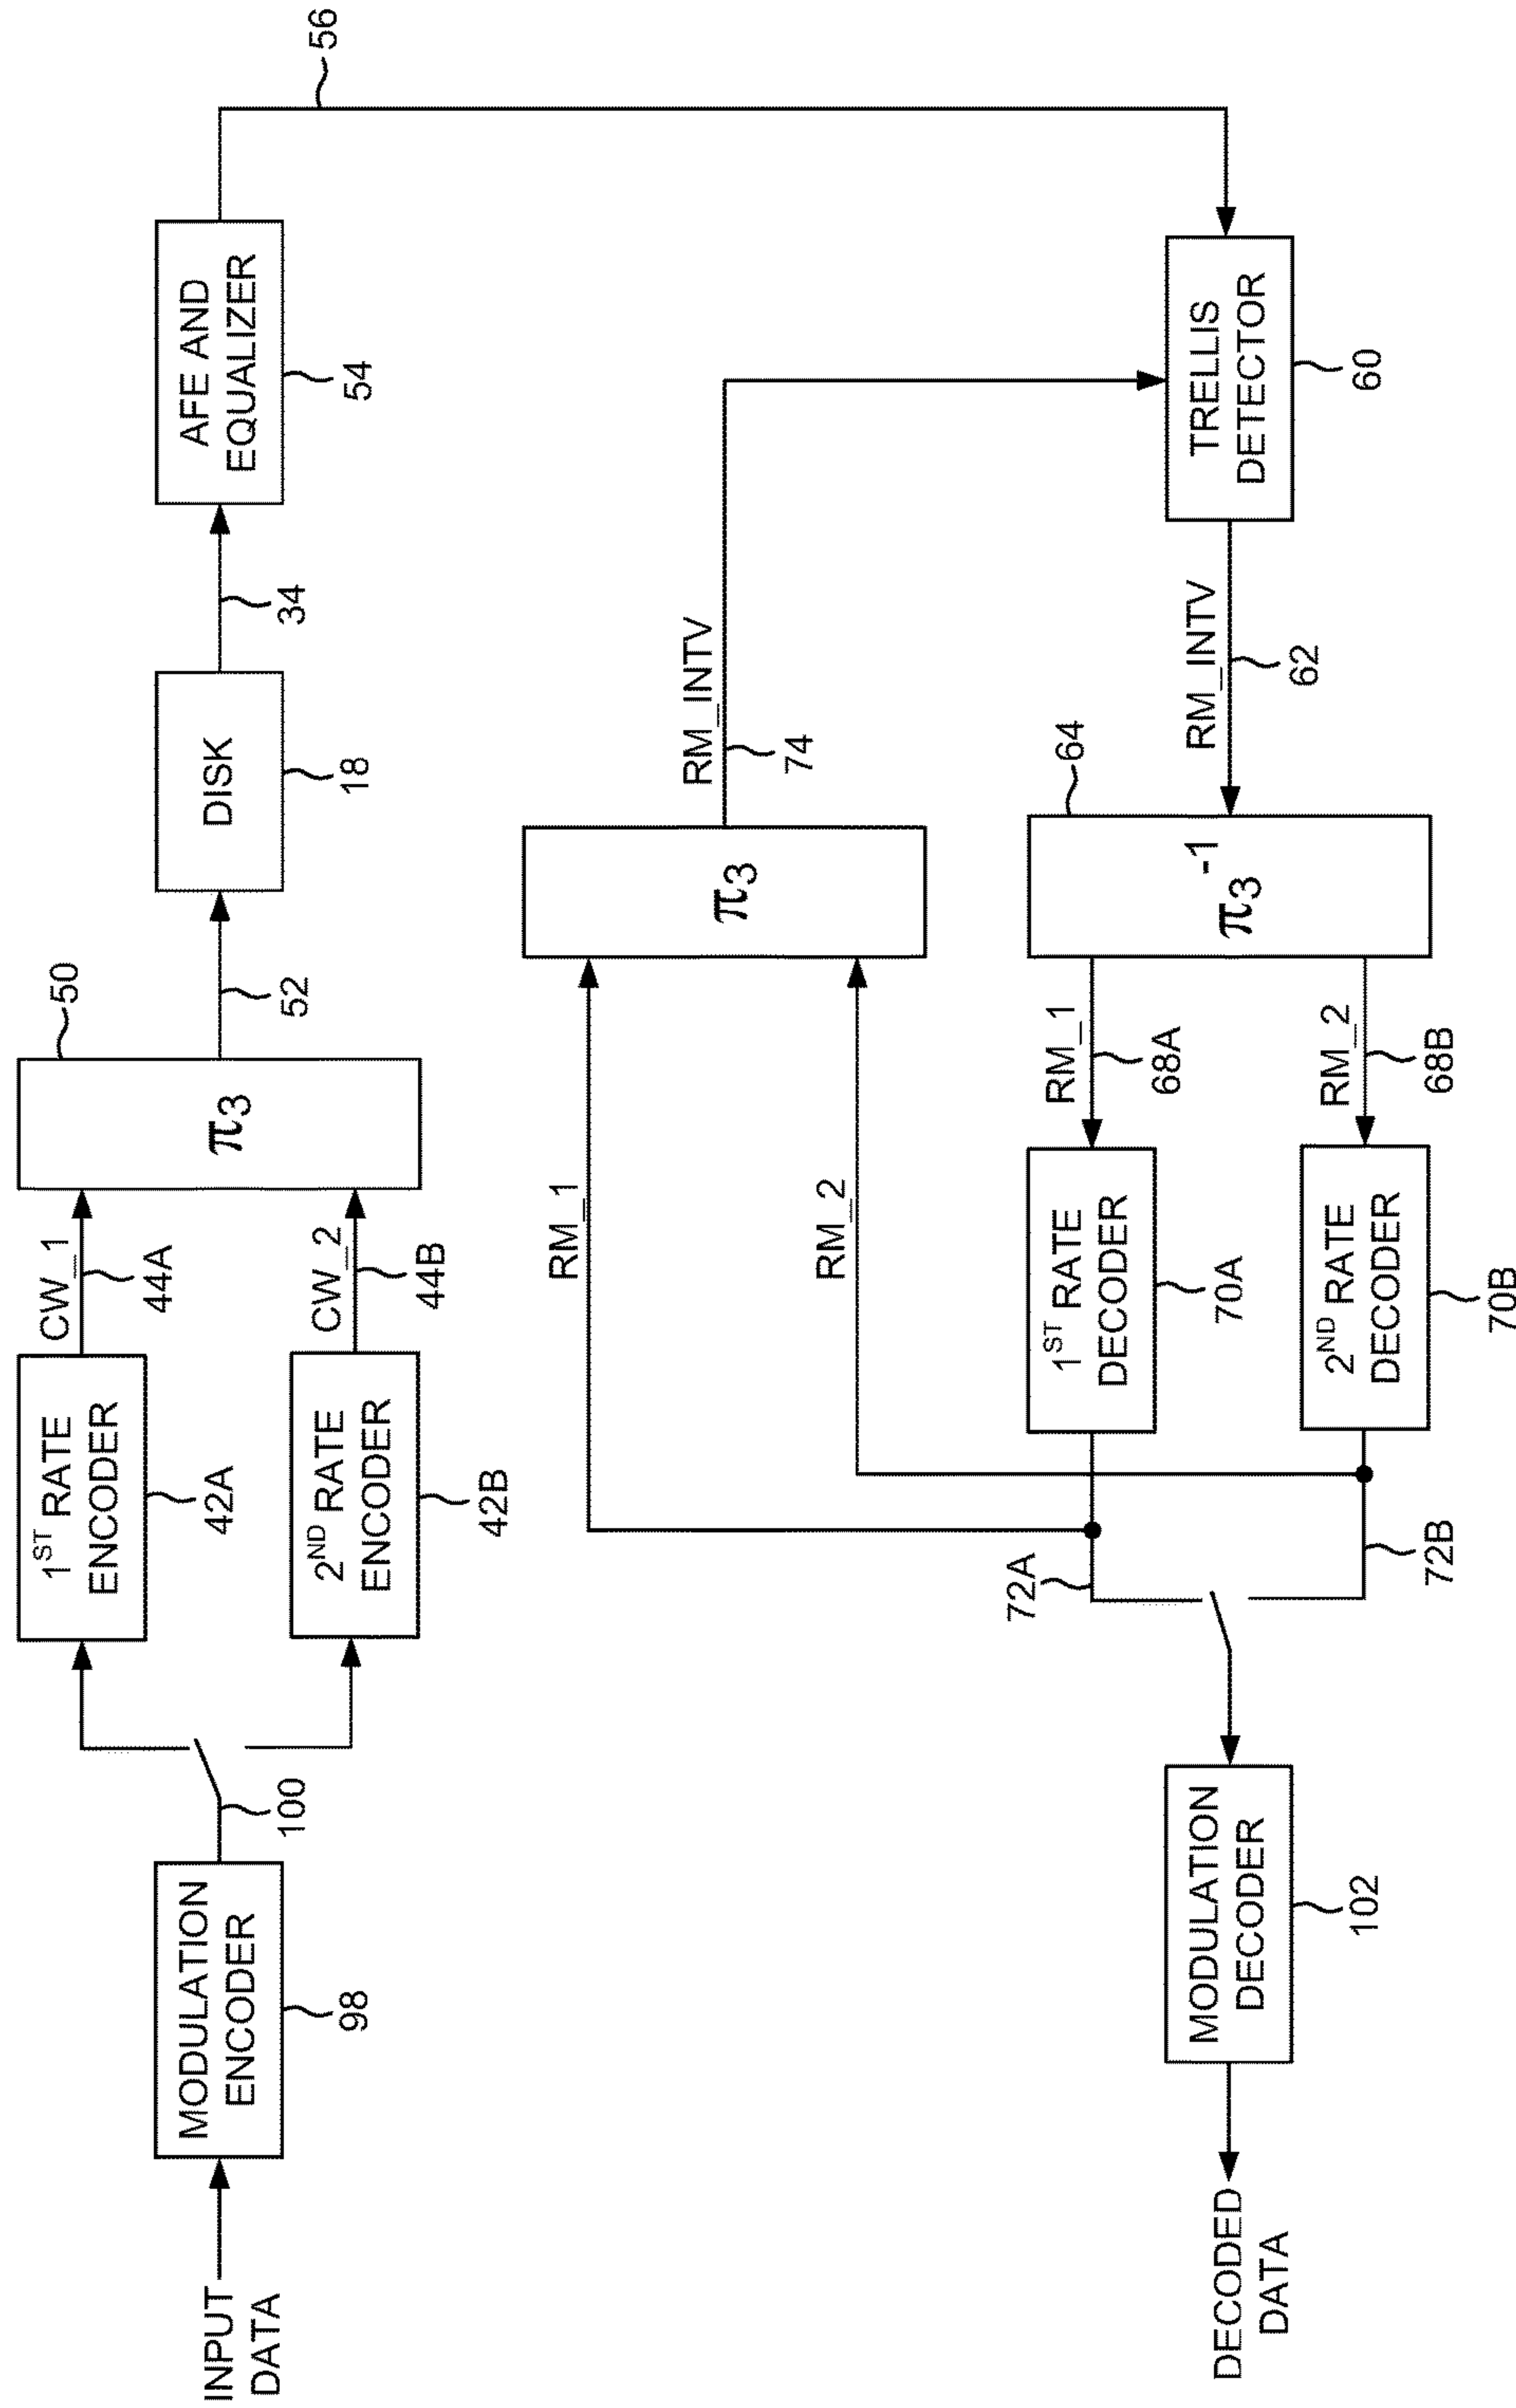 INPUT
DATA
MODULATION
ENCODER
98
100
1ST RATE
ENCODER
42A
2ND RATE
ENCODER
42B
CW_1
44A
CW_2
44B
π3
50
52
DISK
18
34
AFE AND
EQUALIZER
54
56
RM_1
RM_2
π3
RM_INTV
74
TRELLIS
DETECTOR
60
RM_INTV
62
π3-1
64
RM_1
68A
RM_2
68B
1ST RATE
DECODER
70A
2ND RATE
DECODER
70B
72A
72B
MODULATION
DECODER
102
DECODED
DATA